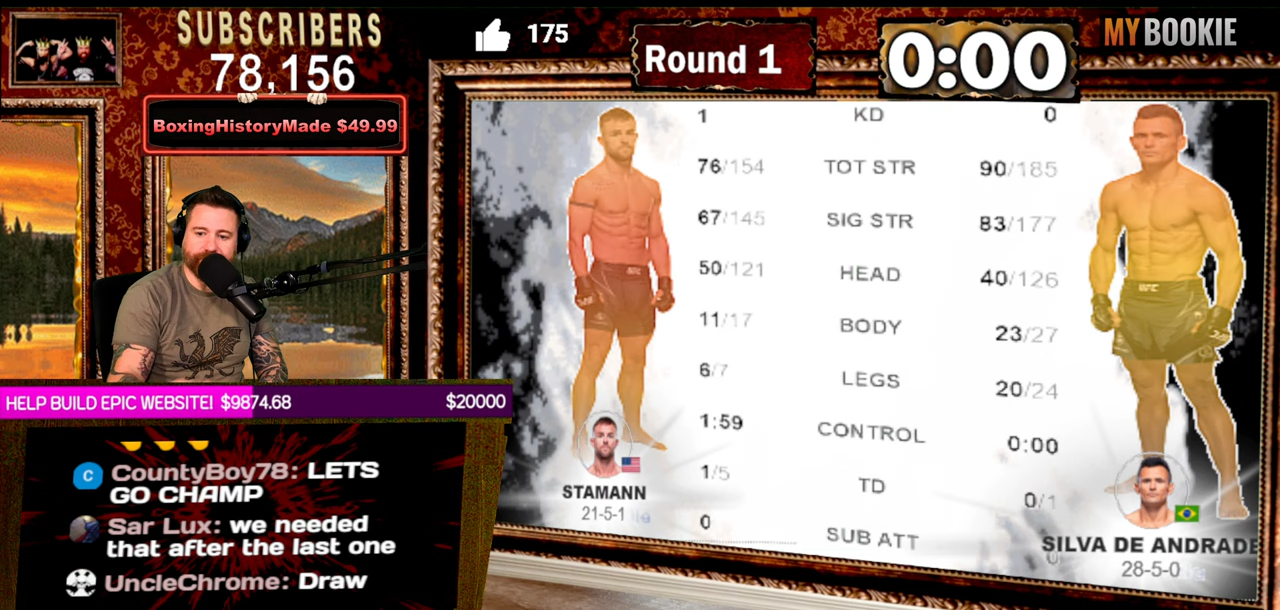 SUBSCRIBERS
78,156
BoxingHistoryMade $49.99
175
Round 1
0:00
MYBOOKIE
1 KD 0
76/154 TOT STR 90/185
67/145 SIG STR 83/177
50/121 HEAD 40/126
11/17 BODY 23/27
6/7 LEGS 20/24
1:59 CONTROL 0:00
1/5 TD 0/1
0 SUB ATT 0
STAMANN
21-5-1
SILVA DE ANDRADE
28-5-0
HELP BUILD EPIC WEBSITE! $9874.68 $20000
C CountyBoy78: LETS
GO CHAMP
Sar Lux: we needed
that after the last one
UncleChrome: Draw